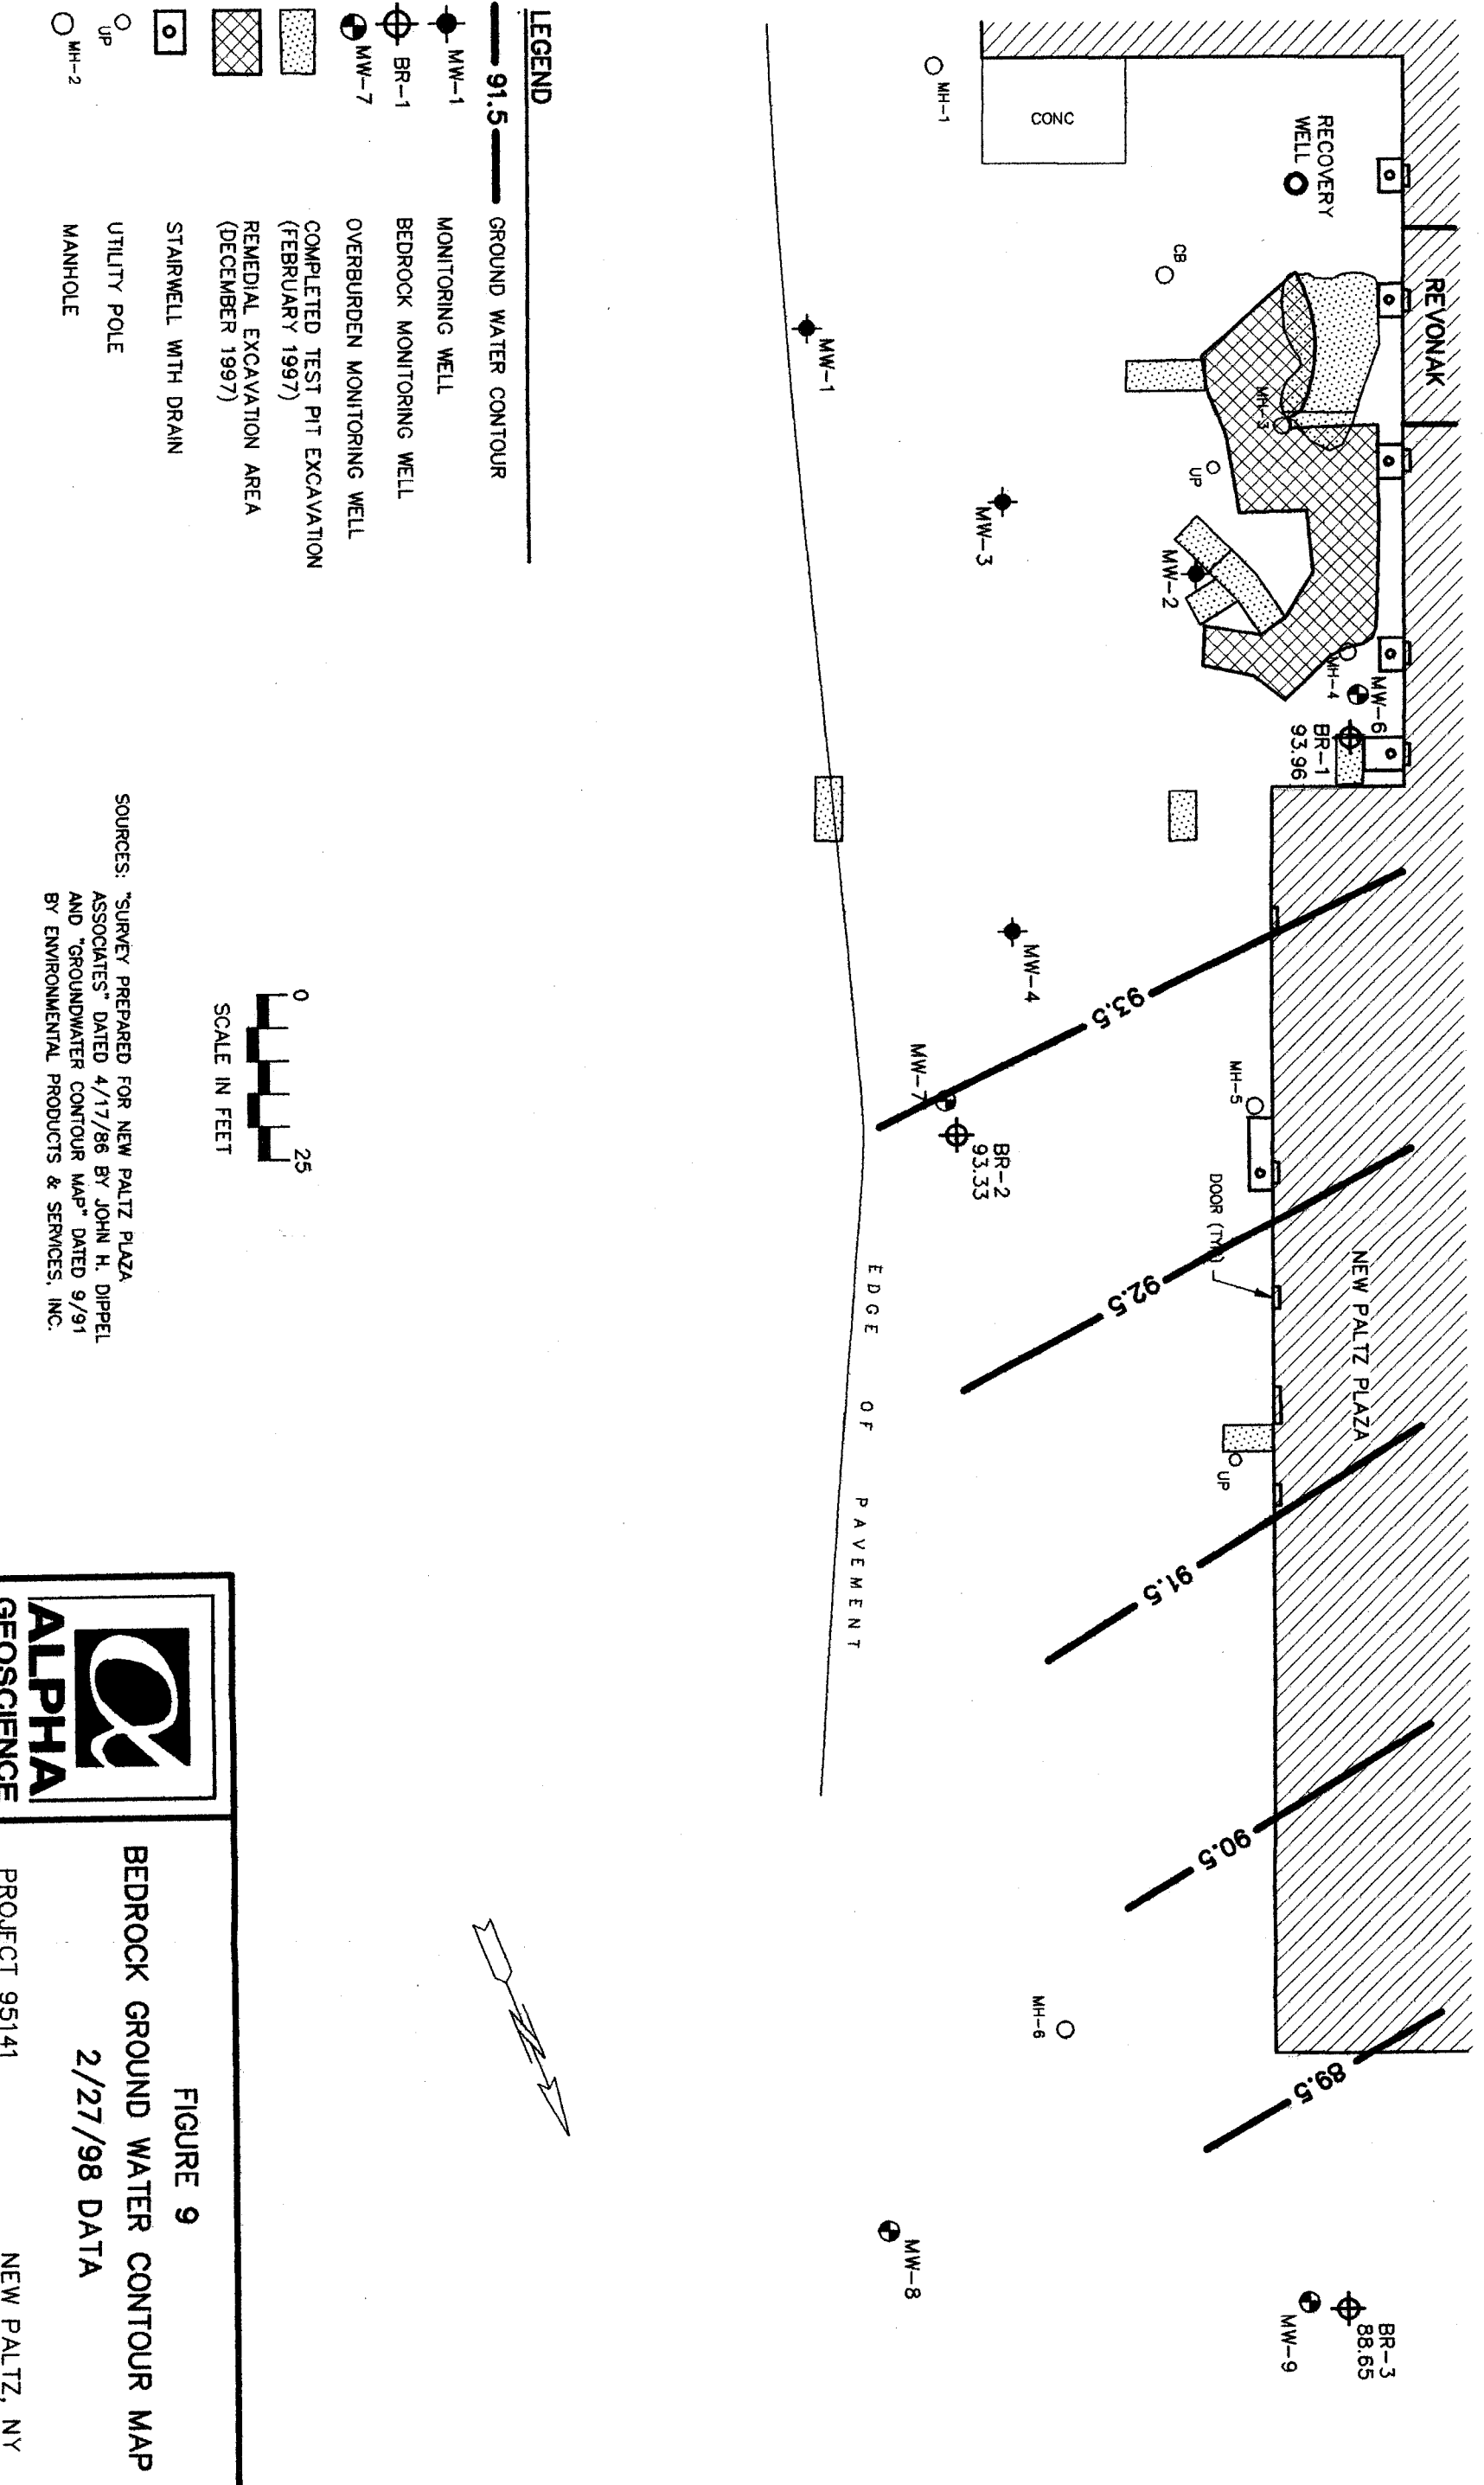 REVONAK
RECOVERY
WELL
CONC
MH-1
CB
MH-3
UP
MW-1
MW-3
MW-2
MH-4
MW-6
BR-1
93.96
MW-4
93.5
MW-7
BR-2
93.33
MH-5
DOOR (TYP)
NEW PALTZ PLAZA
92.5
EDGE OF PAVEMENT
UP
91.5
90.5
89.5
MH-6
MW-8
BR-3
88.65
MW-9
LEGEND
91.5 GROUND WATER CONTOUR
MW-1 MONITORING WELL
BR-1 BEDROCK MONITORING WELL
MW-7 OVERBURDEN MONITORING WELL
COMPLETED TEST PIT EXCAVATION
(FEBRUARY 1997)
REMEDIAL EXCAVATION AREA
(DECEMBER 1997)
STAIRWELL WITH DRAIN
UP UTILITY POLE
MH-2 MANHOLE
0 25
SCALE IN FEET
SOURCES: "SURVEY PREPARED FOR NEW PALTZ PLAZA
ASSOCIATES" DATED 4/17/86 BY JOHN H. DIPPEL
AND "GROUNDWATER CONTOUR MAP" DATED 9/91
BY ENVIRONMENTAL PRODUCTS & SERVICES, INC.
N
α
ALPHA
GEOSCIENCE
FIGURE 9
BEDROCK GROUND WATER CONTOUR MAP
2/27/98 DATA
PROJECT 95141 NEW PALTZ, NY